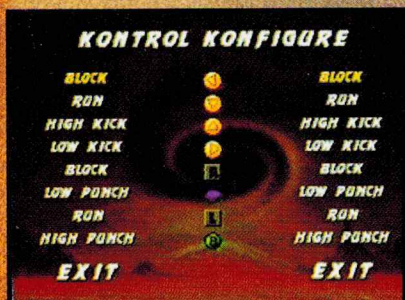 KONTROL KONFIGURE
BLOCK BLOCK
RUN RUN
HIGH KICK HIGH KICK
LOW KICK LOW KICK
BLOCK R BLOCK
LOW PUNCH LOW PUNCH
RUN L RUN
HIGH PUNCH B HIGH PUNCH
EXIT EXIT